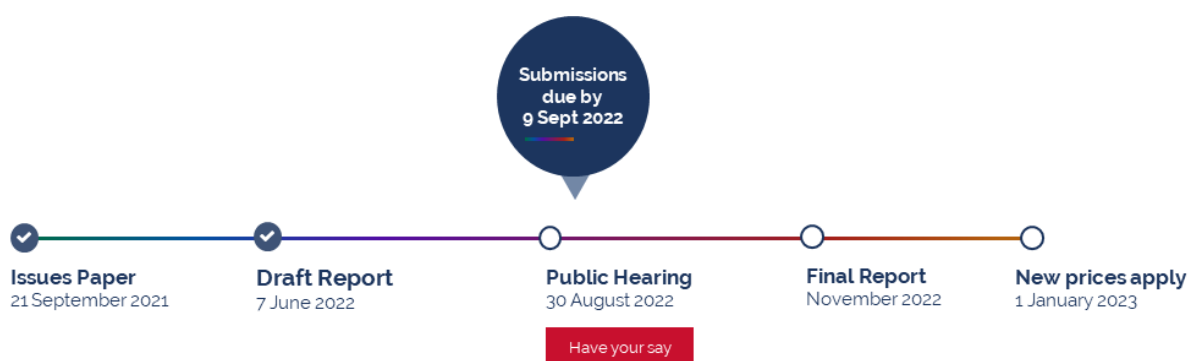 Submissions
due by
9 Sept 2022
Issues Paper
21 September 2021
Draft Report
7 June 2022
Public Hearing
30 August 2022
Have your say
Final Report
November 2022
New prices apply
1 January 2023